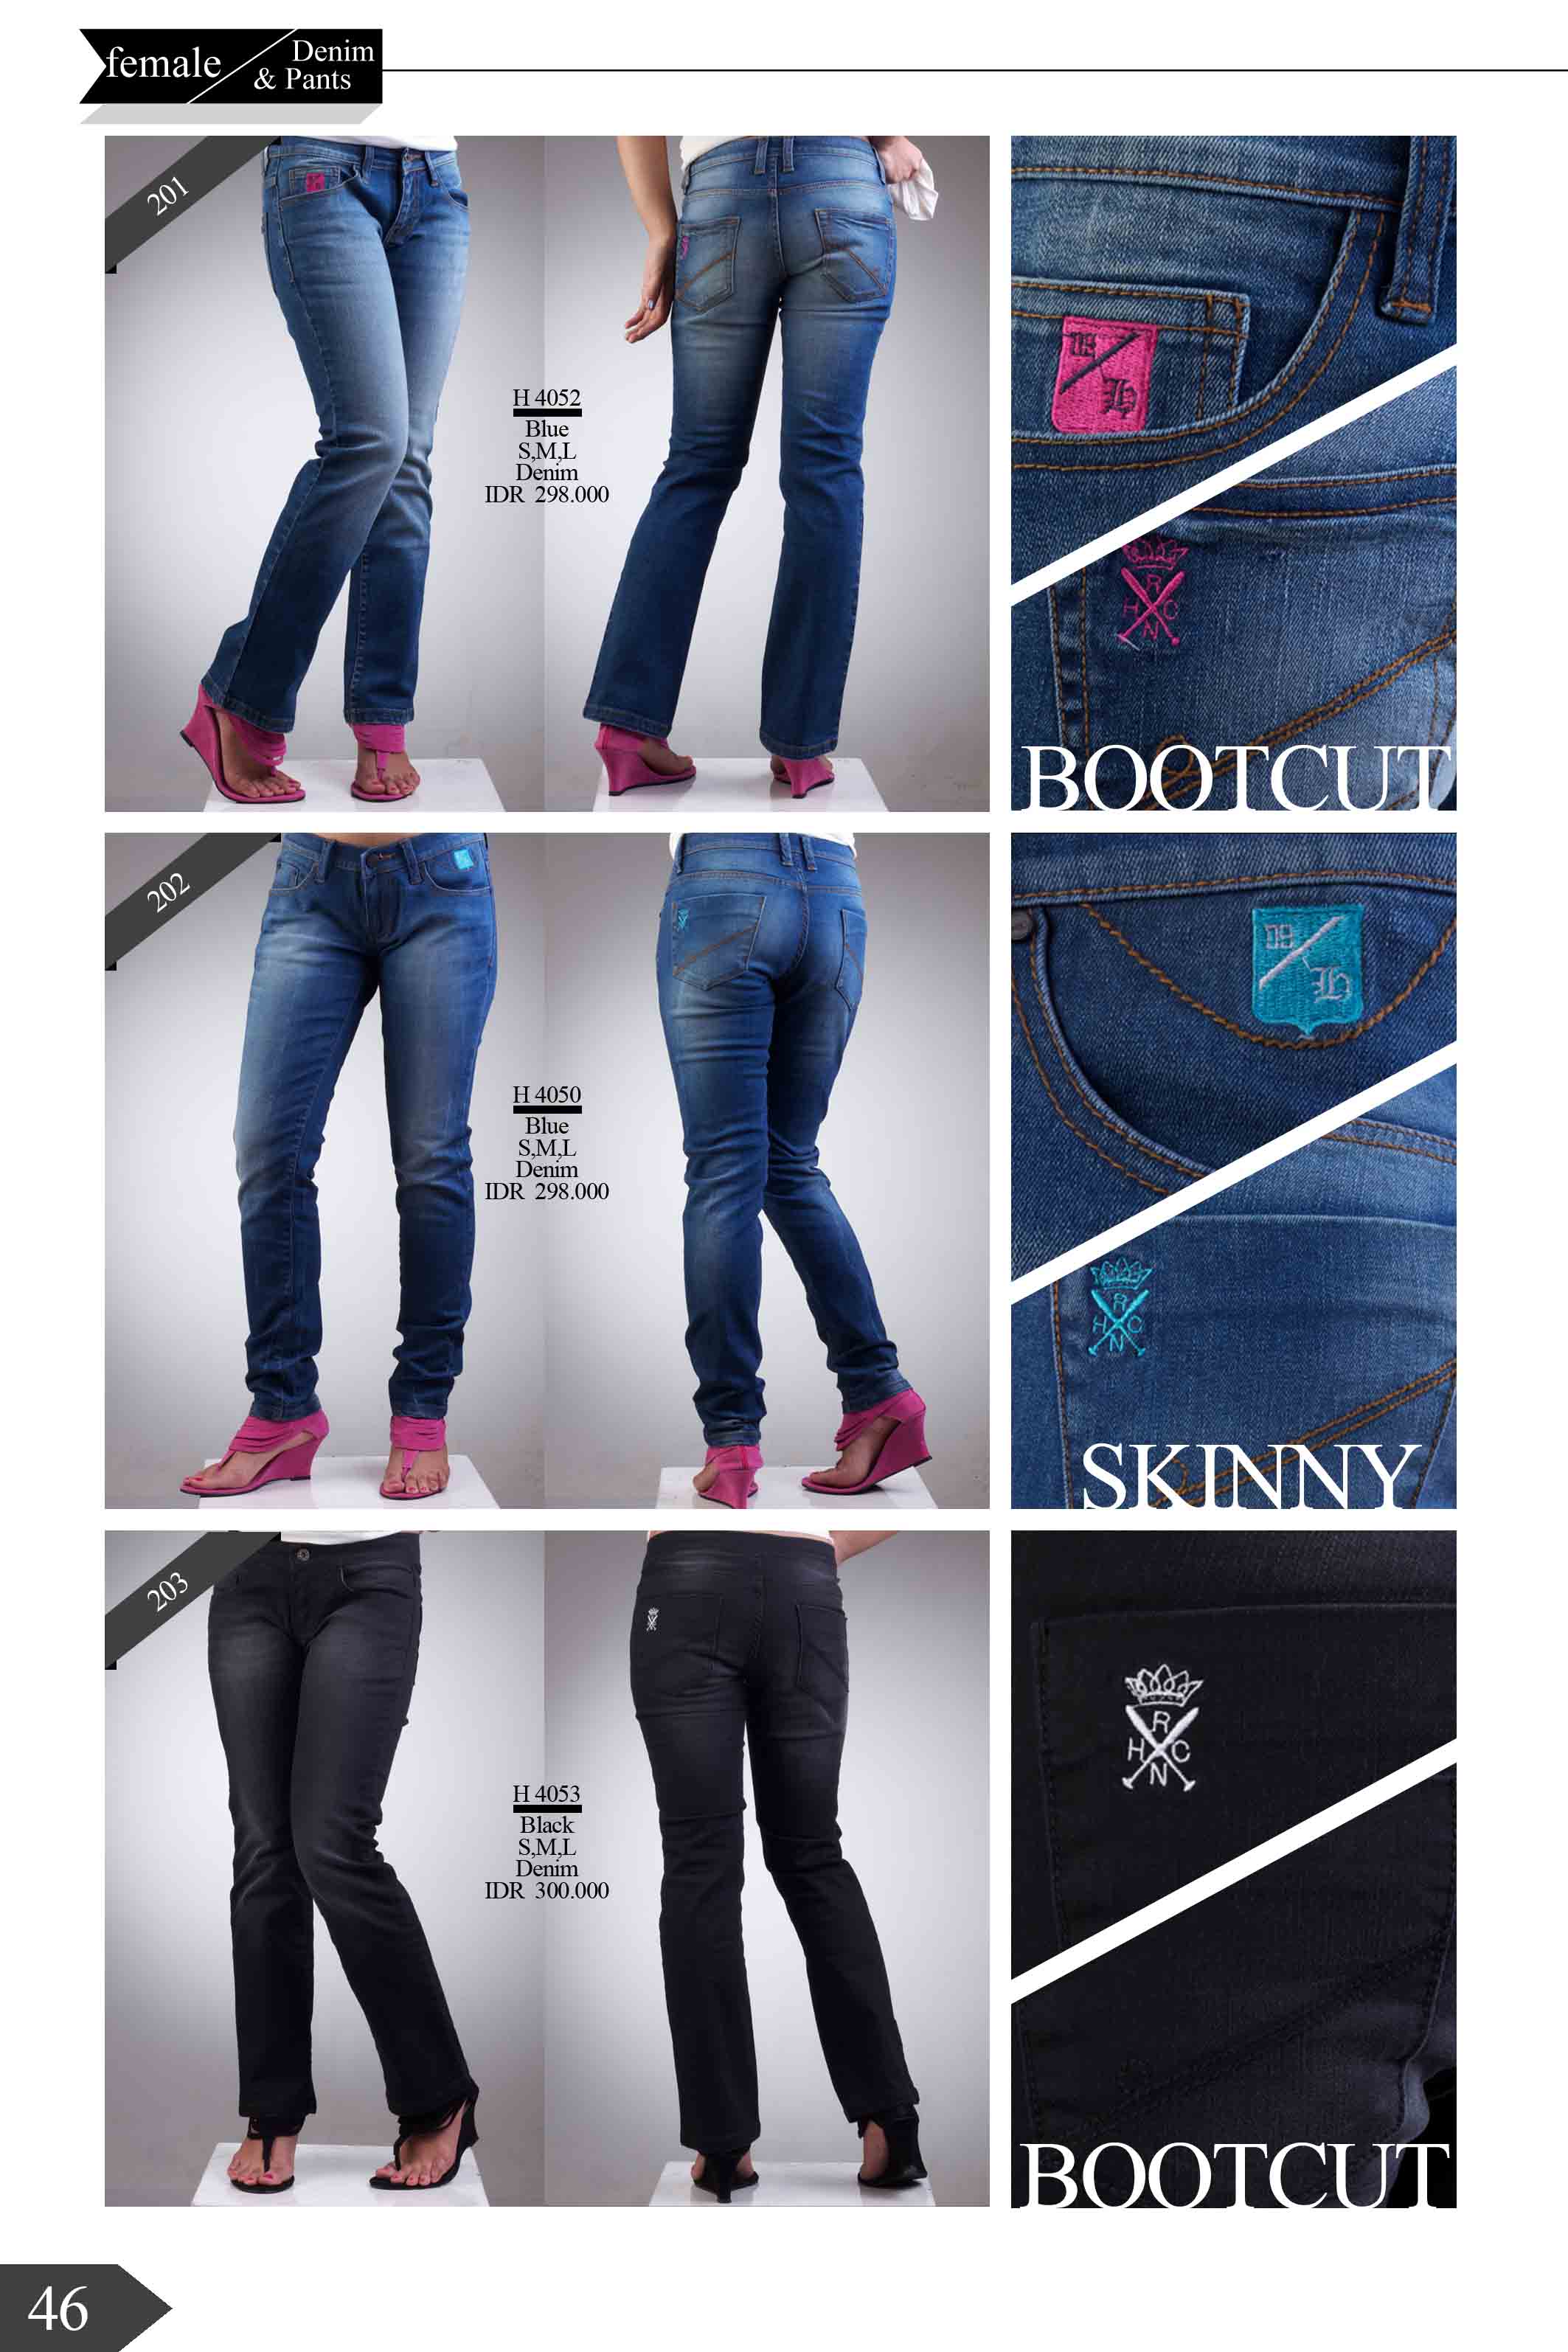 female
Denim
& Pants
201
H 4052
Blue
S,M,L
Denim
IDR 298.000
R
H C
N
BOOTCUT
202
H 4050
Blue
S,M,L
Denim
IDR 298.000
R
H C
N
SKINNY
203
H 4053
Black
S,M,L
Denim
IDR 300.000
R
H C
N
BOOTCUT
46